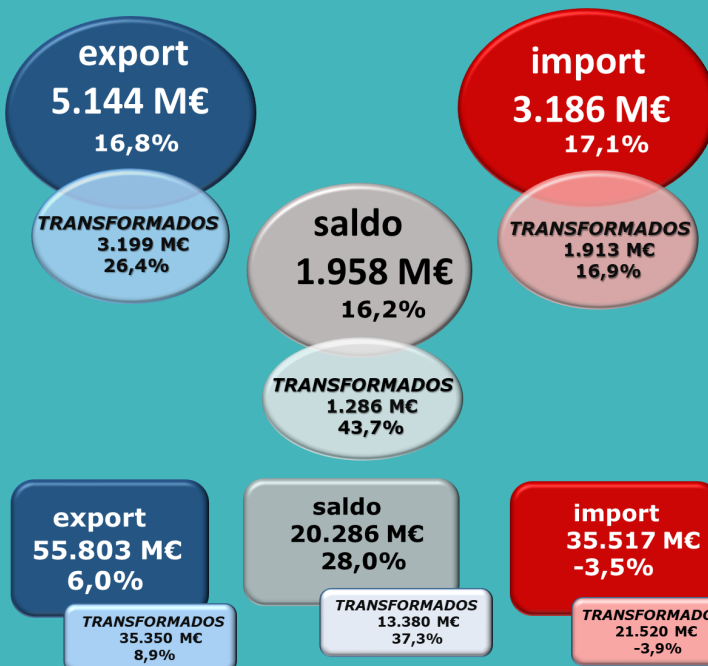 export
5.144 M€
16,8%
TRANSFORMADOS
3.199 M€
26,4%
import
3.186 M€
17,1%
TRANSFORMADOS
1.913 M€
16,9%
saldo
1.958 M€
16,2%
TRANSFORMADOS
1.286 M€
43,7%
export
55.803 M€
6,0%
TRANSFORMADOS
35.350 M€
8,9%
saldo
20.286 M€
28,0%
TRANSFORMADOS
13.380 M€
37,3%
import
35.517 M€
-3,5%
TRANSFORMADO
21.520 M€
-3,9%